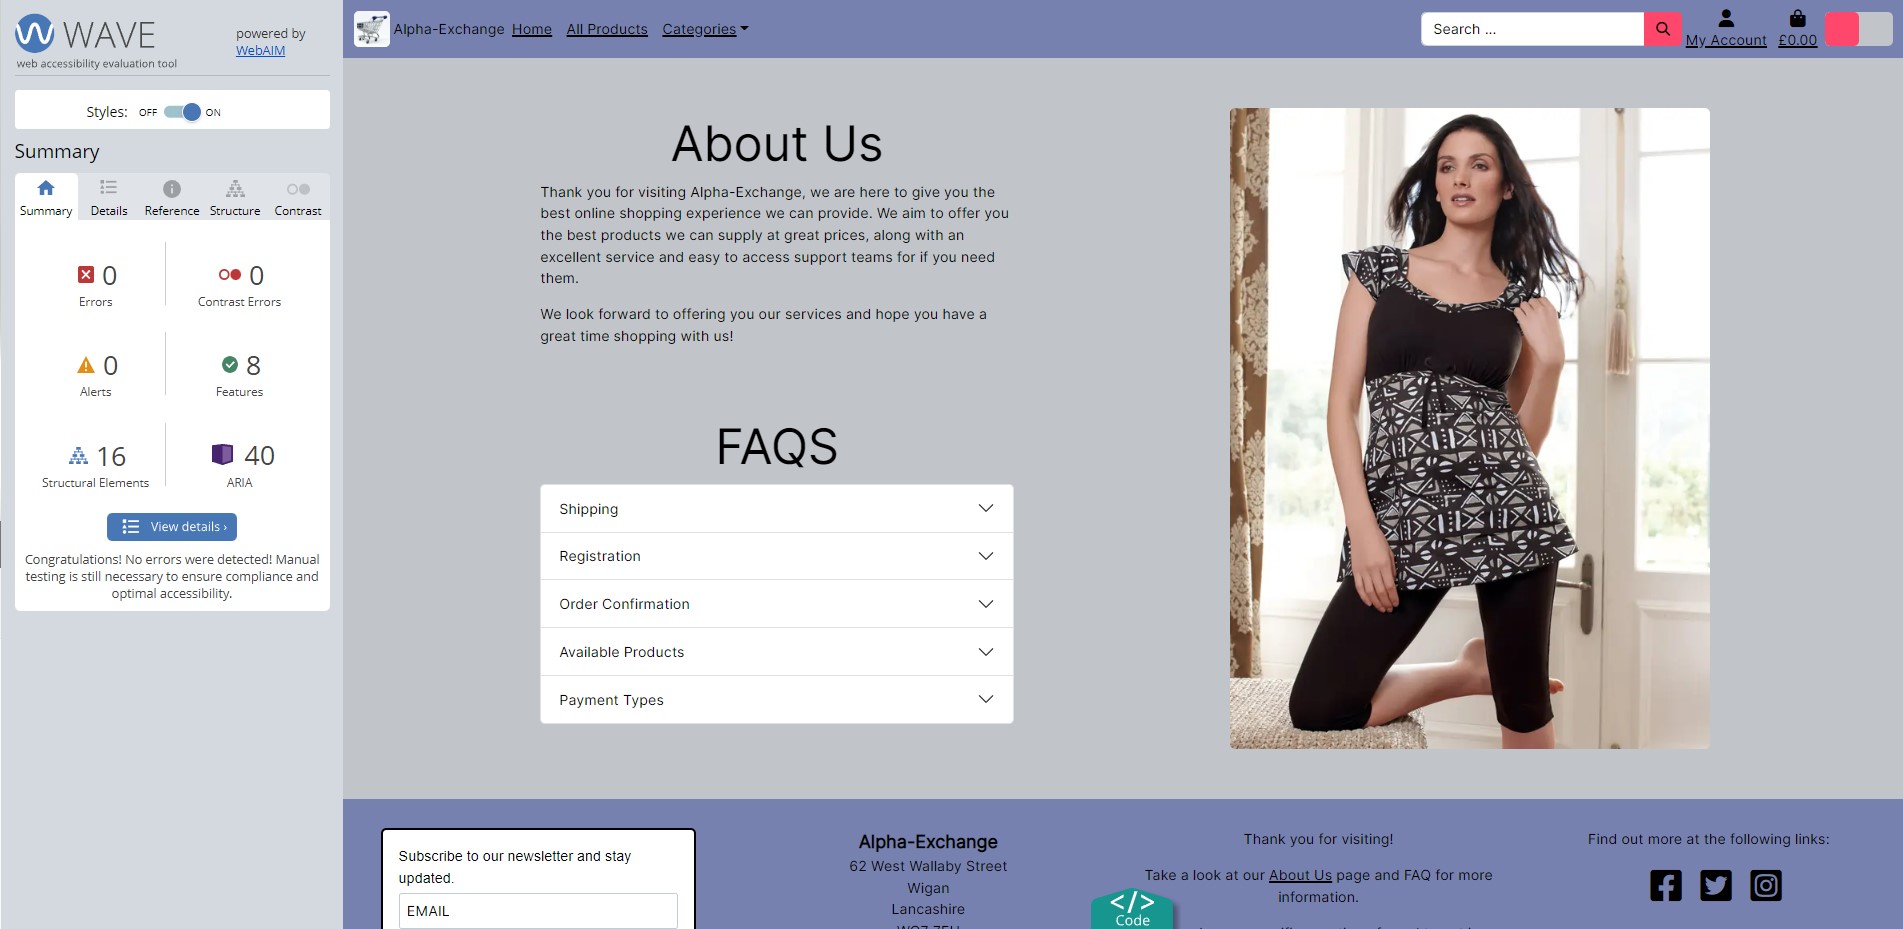 WAVE
web accessibility evaluation tool
powered by
WebAIM
Styles: OFF ON
Summary
Summary Details Reference Structure Contrast
0
Errors
0
Contrast Errors
0
Alerts
8
Features
16
Structural Elements
40
ARIA
View details ›
Congratulations! No errors were detected! Manual
testing is still necessary to ensure compliance and
optimal accessibility.
Alpha-Exchange Home All Products Categories
Search ...
My Account £0.00
About Us
Thank you for visiting Alpha-Exchange, we are here to give you the
best online shopping experience we can provide. We aim to offer you
the best products we can supply at great prices, along with an
excellent service and easy to access support teams for if you need
them.
We look forward to offering you our services and hope you have a
great time shopping with us!
FAQS
Shipping
Registration
Order Confirmation
Available Products
Payment Types
Subscribe to our newsletter and stay
updated.
EMAIL
Alpha-Exchange
62 West Wallaby Street
Wigan
Lancashire
</>
Code
Thank you for visiting!
Take a look at our About Us page and FAQ for more
information.
Find out more at the following links: